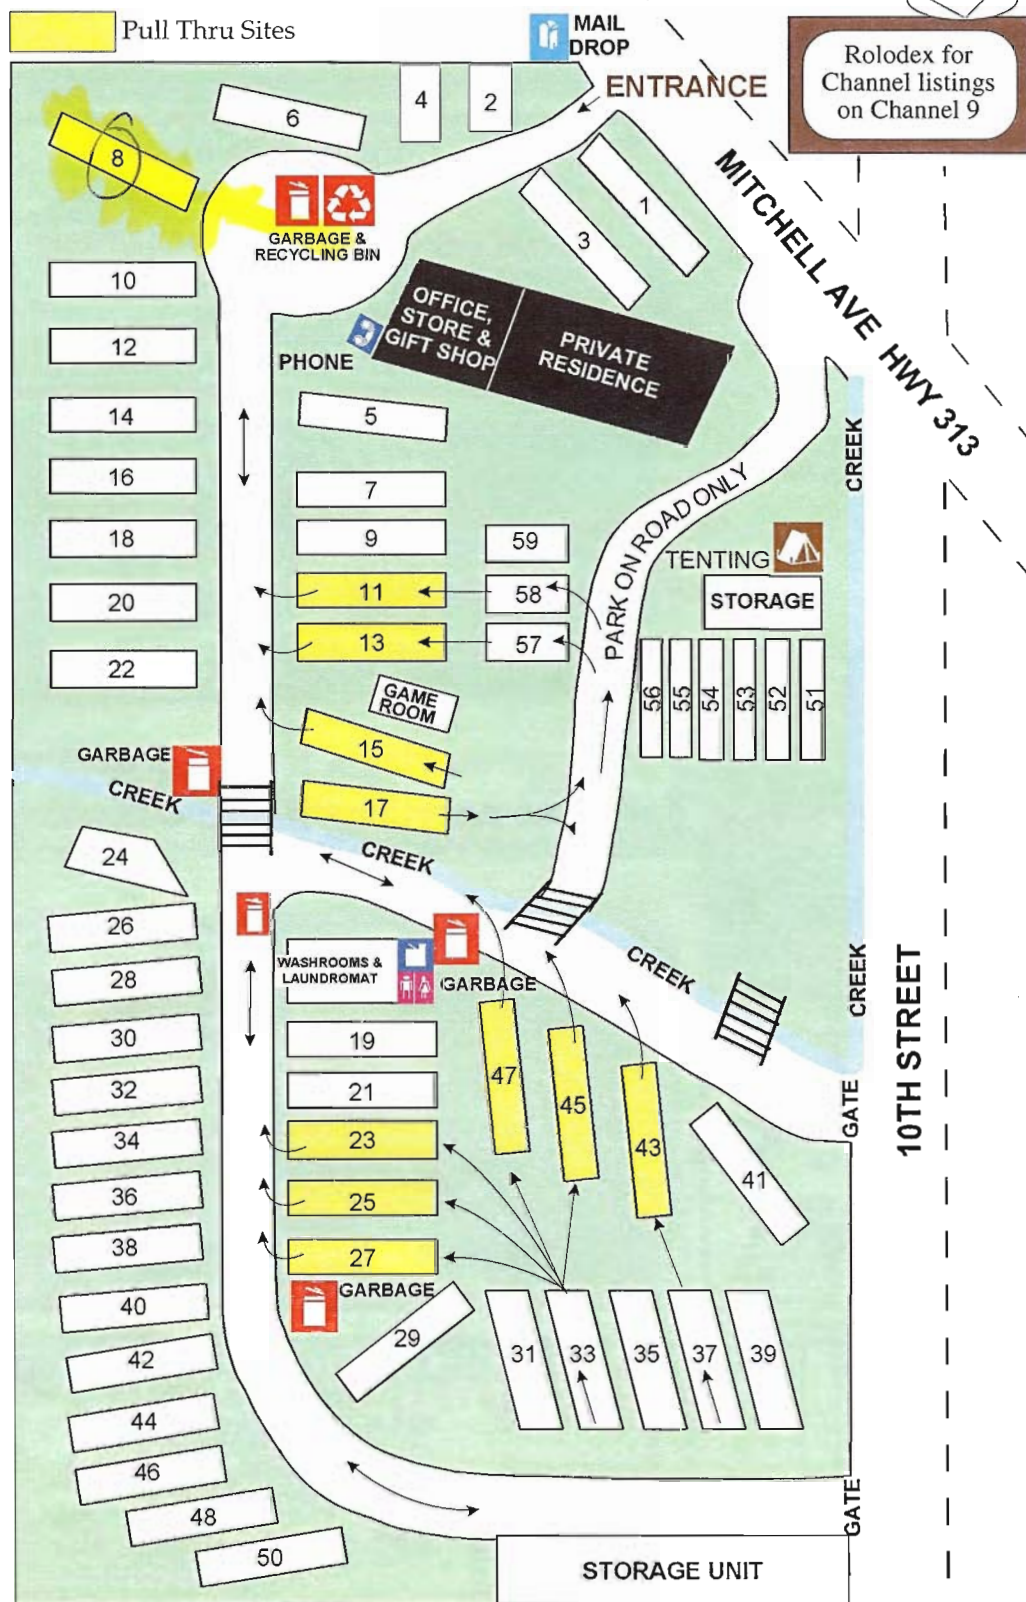 Pull Thru Sites
MAIL
DROP
Rolodex for
Channel listings
on Channel 9
ENTRANCE
MITCHELL AVE HWY 313
2
4
6
8
1
3
GARBAGE &
RECYCLING BIN
OFFICE,
STORE &
GIFT SHOP
PRIVATE
RESIDENCE
PHONE
10
12
14
16
18
20
22
5
7
9
11
13
GAME
ROOM
15
17
59
58
57
PARK ON ROAD ONLY
TENTING
STORAGE
56
55
54
53
52
51
CREEK
GARBAGE
CREEK
CREEK
CREEK
CREEK
24
26
28
30
32
34
36
38
40
42
44
46
48
50
WASHROOMS &
LAUNDROMAT
GARBAGE
19
21
23
25
27
GARBAGE
29
47
45
43
41
31
33
35
37
39
GATE
10TH STREET
GATE
STORAGE UNIT